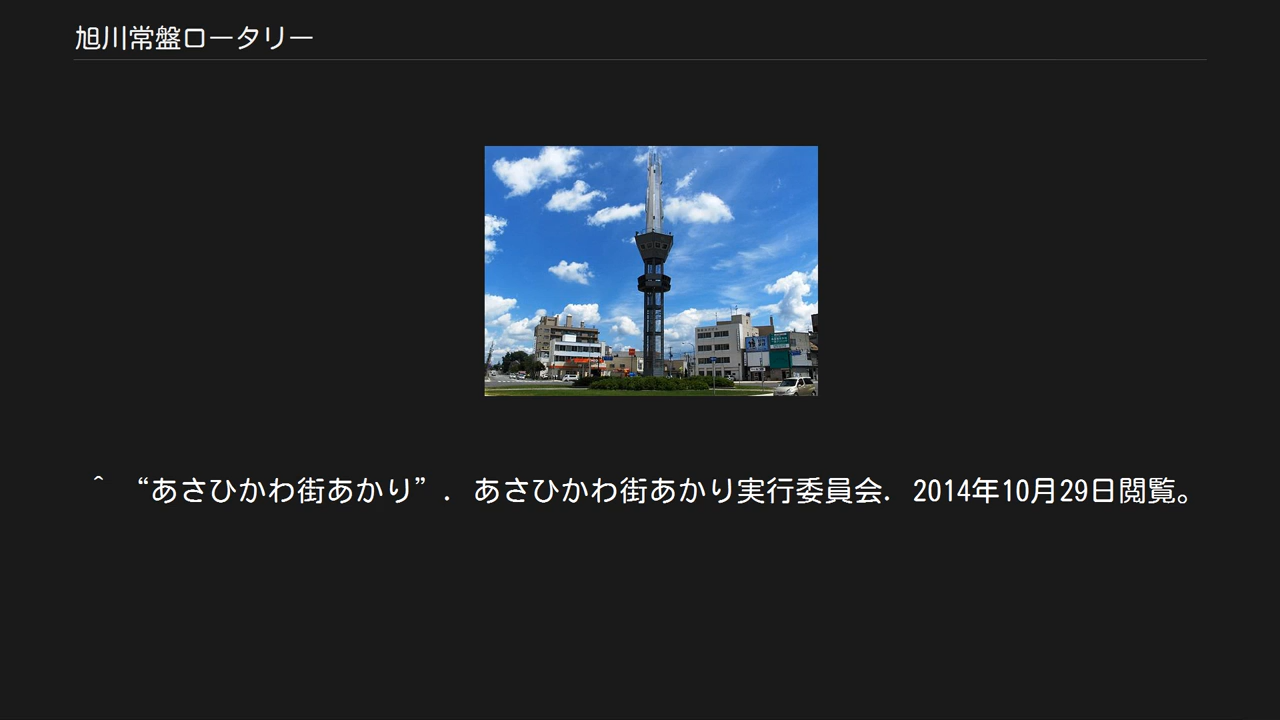 旭川常盤ロータリー
^ “あさひかわ街あかり”. あさひかわ街あかり実行委員会. 2014年10月29日閲覧。